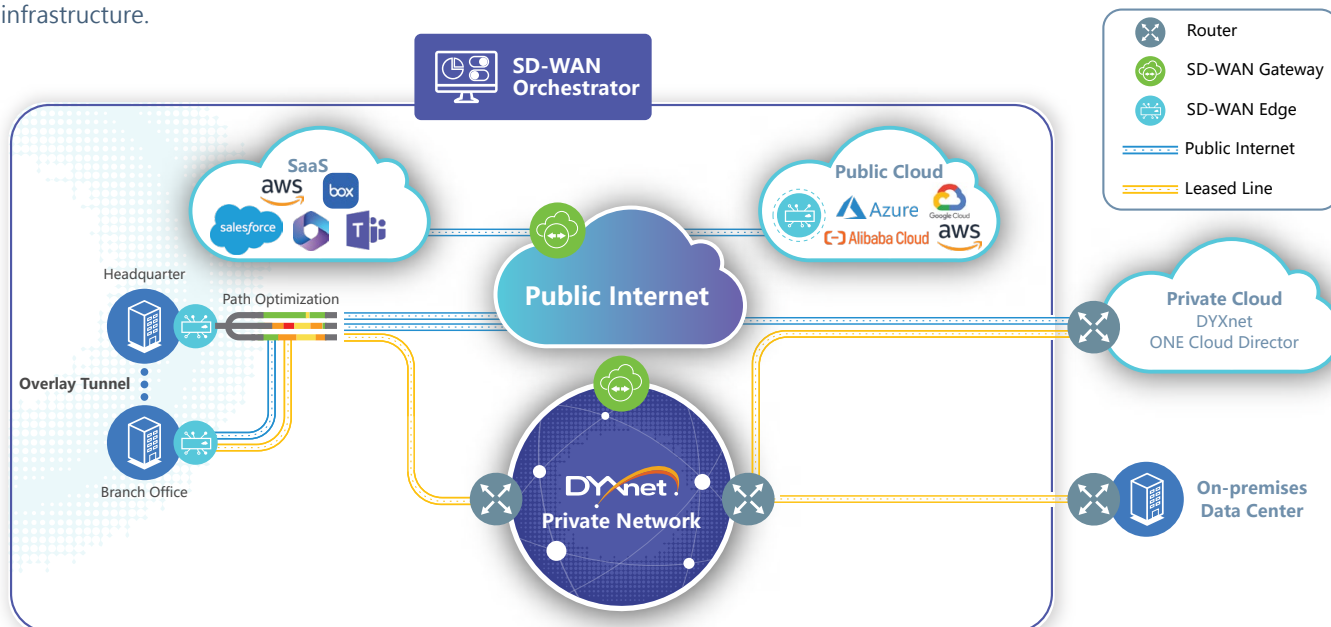 infrastructure.
SD-WAN
Orchestrator
Router
SD-WAN Gateway
SD-WAN Edge
Public Internet
Leased Line
SaaS
aws
box
salesforce
T
Public Cloud
Azure
Google Cloud
Alibaba Cloud
aws
Headquarter
Path Optimization
Public Internet
Private Cloud
DYXnet
ONE Cloud Director
Overlay Tunnel
Branch Office
DYXnet
Private Network
On-premises
Data Center